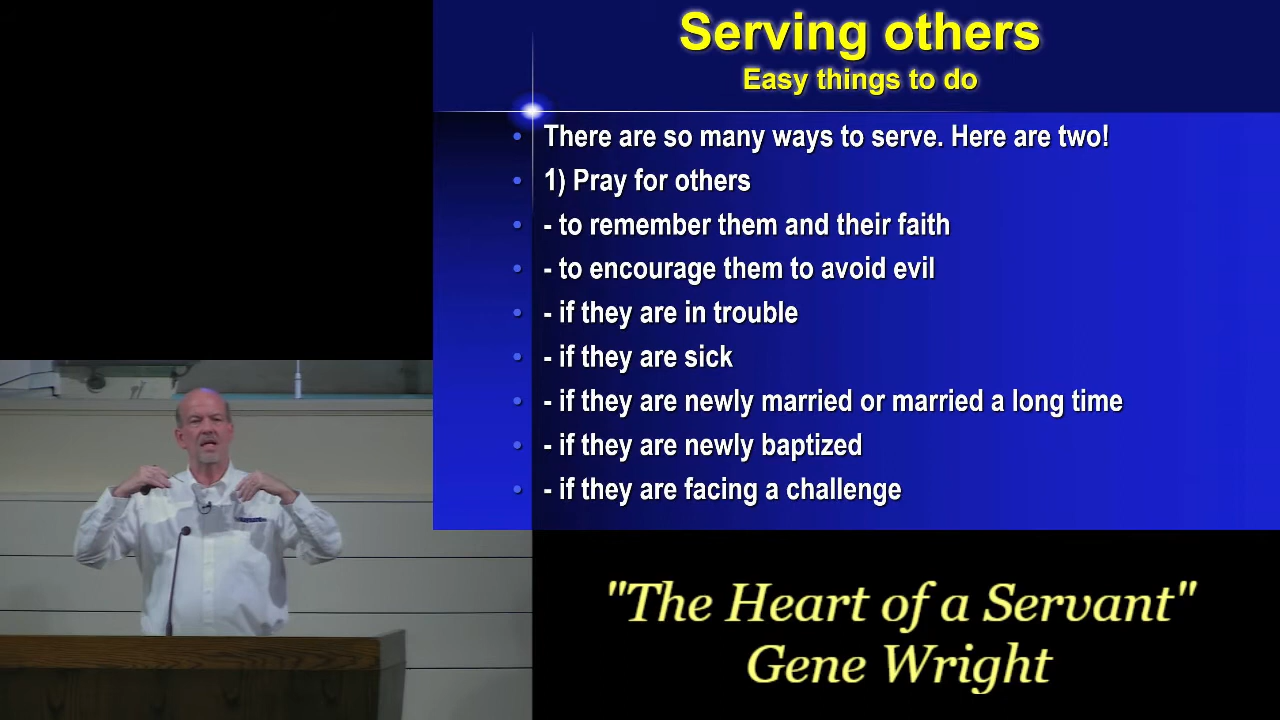 Serving others
Easy things to do
• There are so many ways to serve. Here are two!
• 1) Pray for others
• - to remember them and their faith
• - to encourage them to avoid evil
• - if they are in trouble
• - if they are sick
• - if they are newly married or married a long time
• - if they are newly baptized
• - if they are facing a challenge
"The Heart of a Servant"
Gene Wright